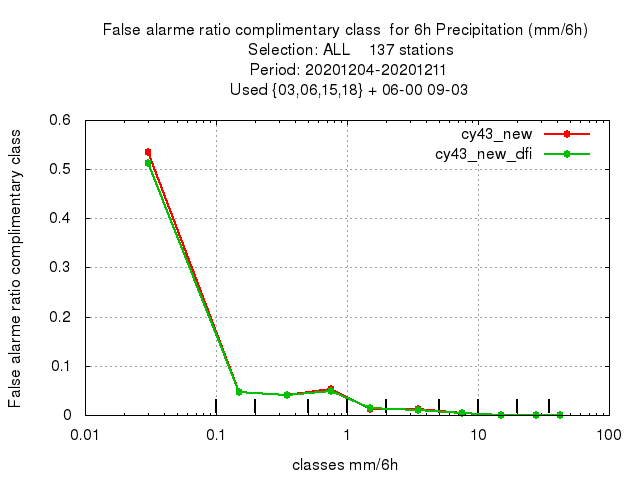 False alarme ratio complimentary class  for 6h Precipitation (mm/6h)
Selection: ALL    137 stations
Period: 20201204-20201211
Used {03,06,15,18} + 06-00 09-03
cy43_new
cy43_new_dfi
False alarme ratio complimentary class
0.6
0.5
0.4
0.3
0.2
0.1
0
0.01 0.1 1 10 100
classes mm/6h